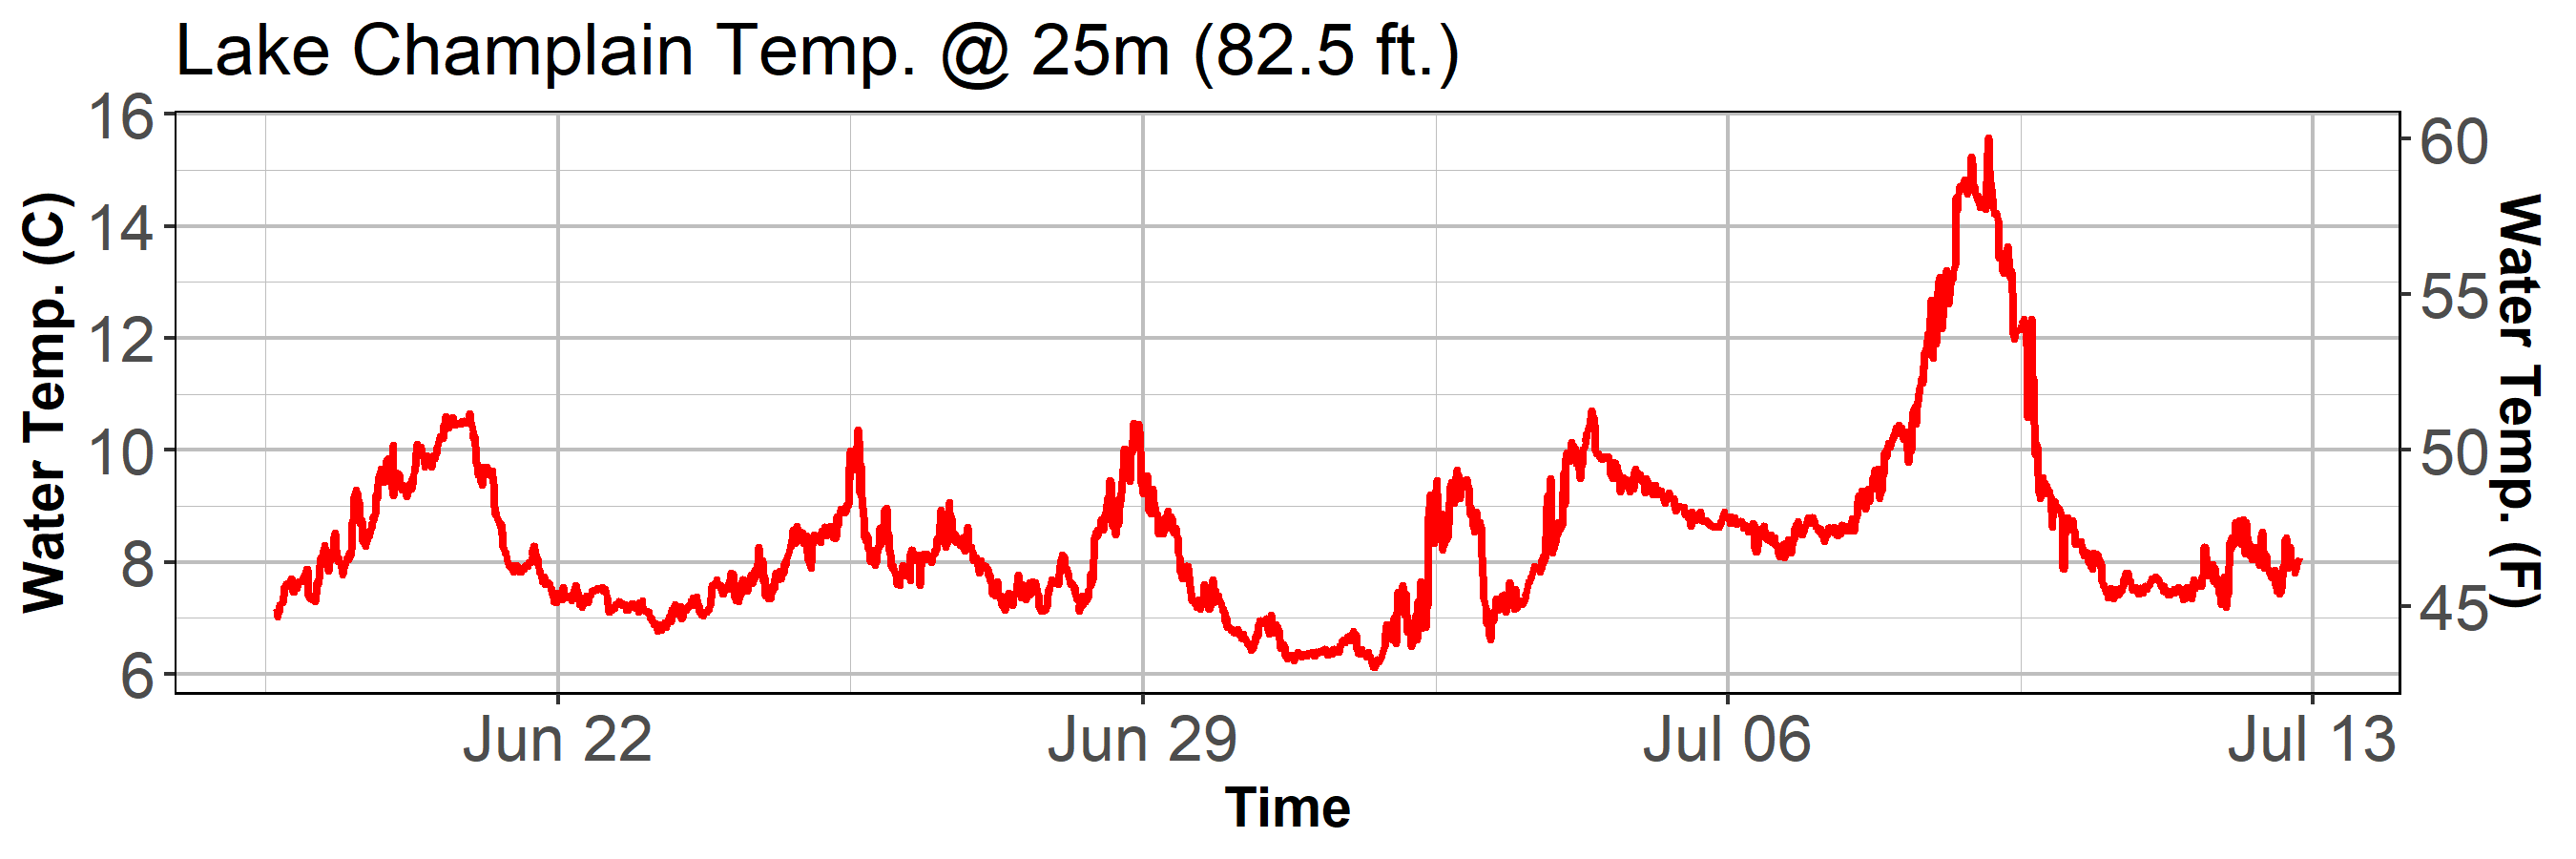 Lake Champlain Temp. @ 25m (82.5 ft.)
Water Temp. (C)
16
14
12
10
8
6
60
55
50
45
Water Temp. (F)
Jun 22
Jun 29
Jul 06
Jul 13
Time